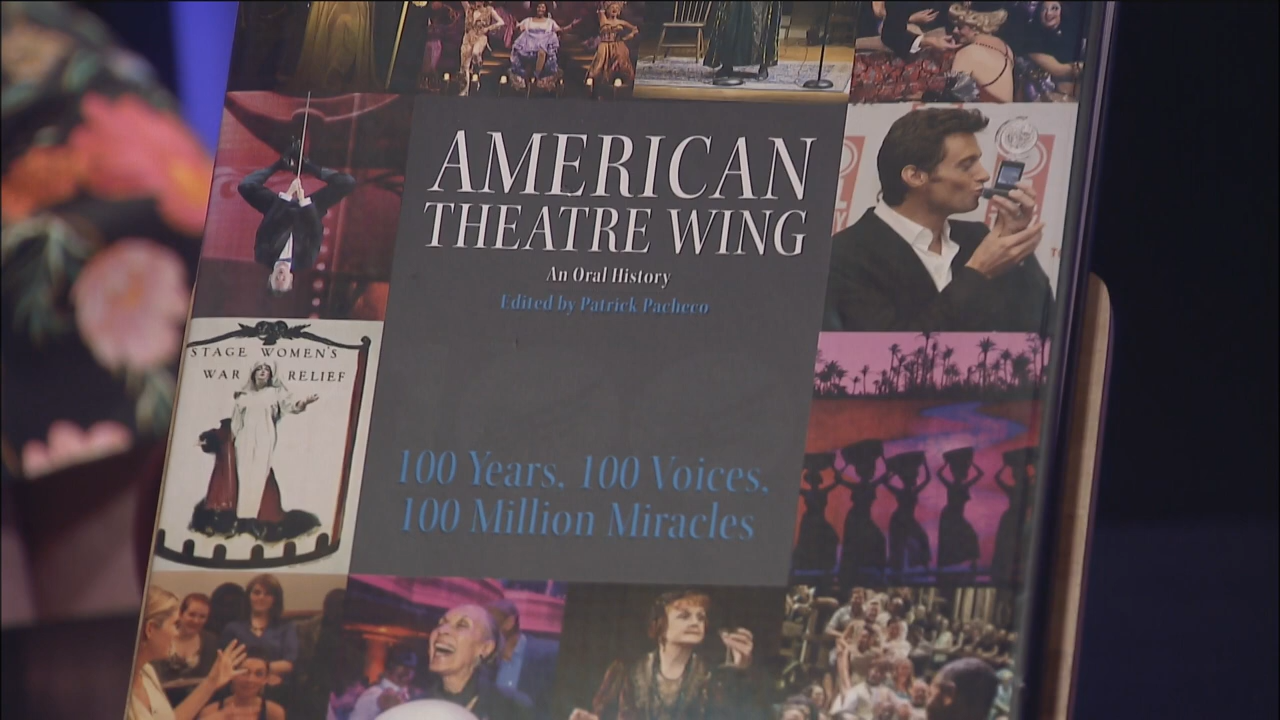 AMERICAN
THEATRE WING
An Oral History
Edited by Patrick Pacheco
STAGE WOMEN'S
WAR RELIEF
100 Years, 100 Voices,
100 Million Miracles